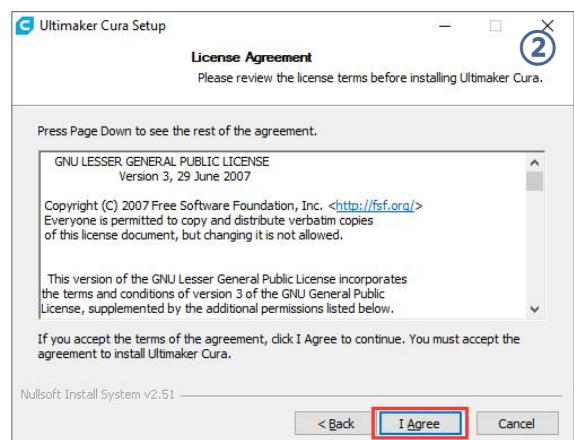 Ultimaker Cura Setup
②
License Agreement
Please review the license terms before installing Ultimaker Cura.
Press Page Down to see the rest of the agreement.
GNU LESSER GENERAL PUBLIC LICENSE
Version 3, 29 June 2007
Copyright (C) 2007 Free Software Foundation, Inc. <http://fsf.org/>
Everyone is permitted to copy and distribute verbatim copies
of this license document, but changing it is not allowed.
This version of the GNU Lesser General Public License incorporates
the terms and conditions of version 3 of the GNU General Public
License, supplemented by the additional permissions listed below.
If you accept the terms of the agreement, click I Agree to continue. You must accept the
agreement to install Ultimaker Cura.
Nullsoft Install System v2.51
< Back I Agree Cancel